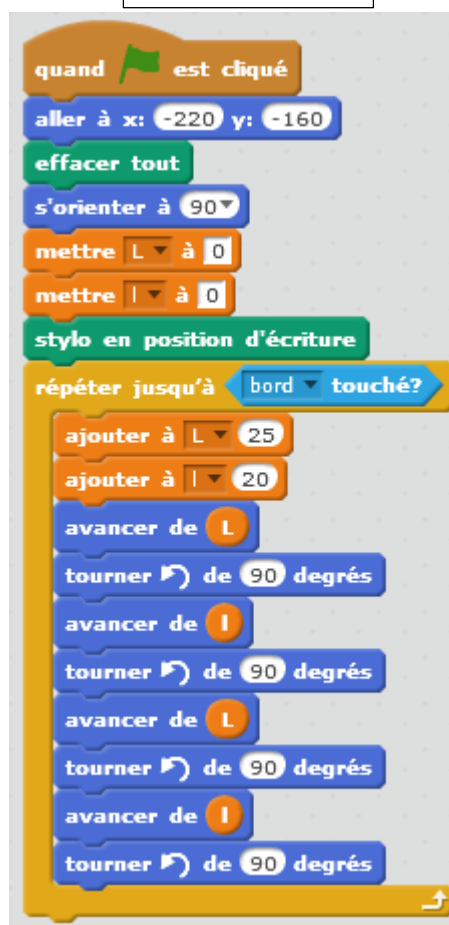 quand est cliqué
aller à x: -220 y: -160
effacer tout
s'orienter à 90
mettre L à 0
mettre l à 0
stylo en position d'écriture
répéter jusqu'à bord touché?
ajouter à L 25
ajouter à l 20
avancer de L
tourner de 90 degrés
avancer de l
tourner de 90 degrés
avancer de L
tourner de 90 degrés
avancer de l
tourner de 90 degrés